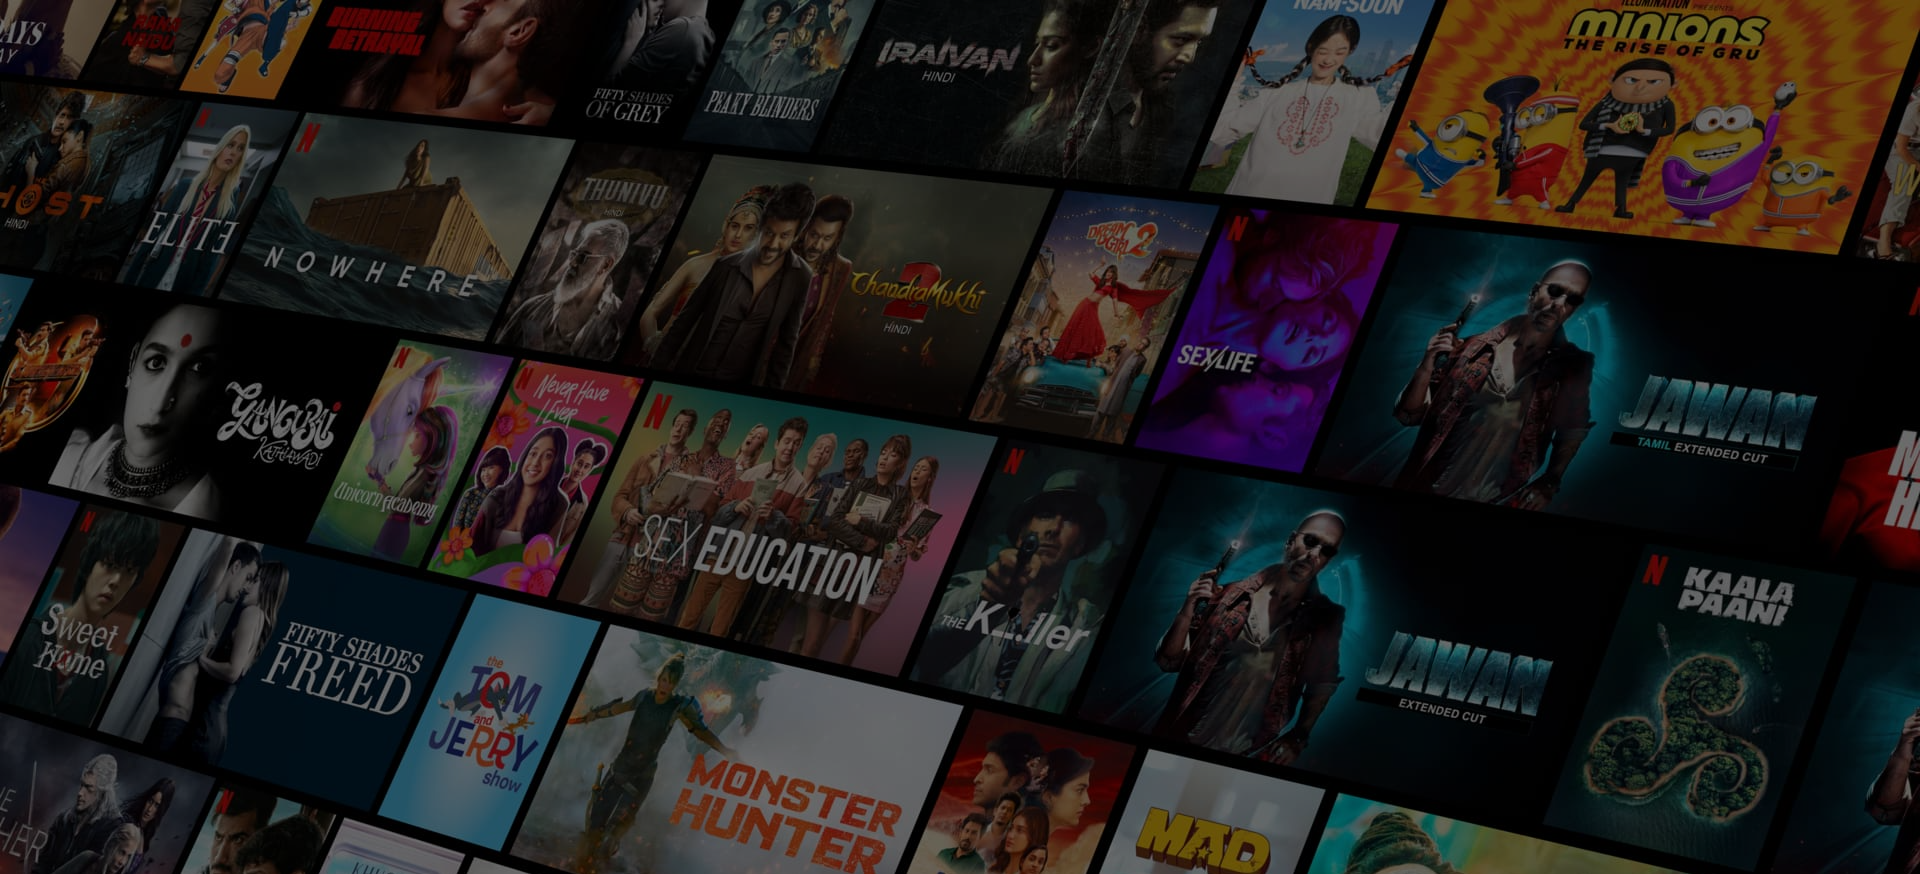 AYS
AY
RAMA
NAIDU
BURNING
BETRAYAL
FIFTY SHADES
OF GREY
PEAKY BLINDERS
IRAIVAN
HINDI
NAM-SOON
ILLUMINATION PRESENTS
MINIONS
THE RISE OF GRU
HOST
HINDI
N
ELITE
N
NOWHERE
THUNIVU
HINDI
CHANDRAMUKHI
2
HINDI
DREAM
GIRL 2
N
SEX/LIFE
JAWAN
TAMIL EXTENDED CUT
GANGUBAI
KATHIAWADI
N
Unicorn Academy
N
Never Have
I Ever
N
SEX EDUCATION
N
THE Killer
JAWAN
EXTENDED CUT
N
KAALA
PAANI
M
H
N
Sweet
Home
FIFTY SHADES
FREED
the
TOM
and
JERRY
show
MONSTER
HUNTER
MAD
HER
N